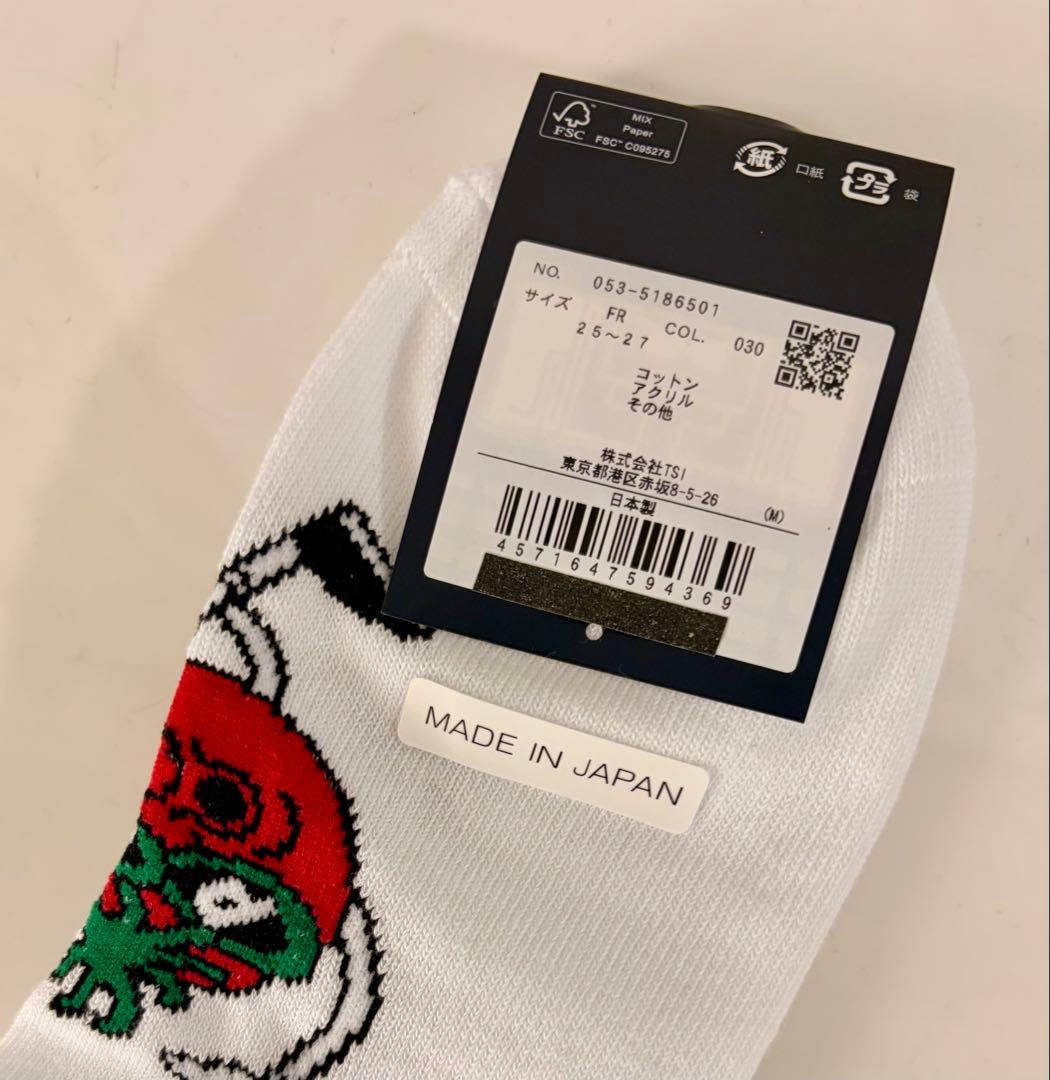 FSC™
MIX
Paper
FSC™ C095275
紙 口紙
プラ 袋
NO. 053-5186501
サイズ FR COL. 030
25〜27
コットン
アクリル
その他
株式会社TSI
東京都港区赤坂8-5-26
日本製 (M)
4571647594369
MADE IN JAPAN